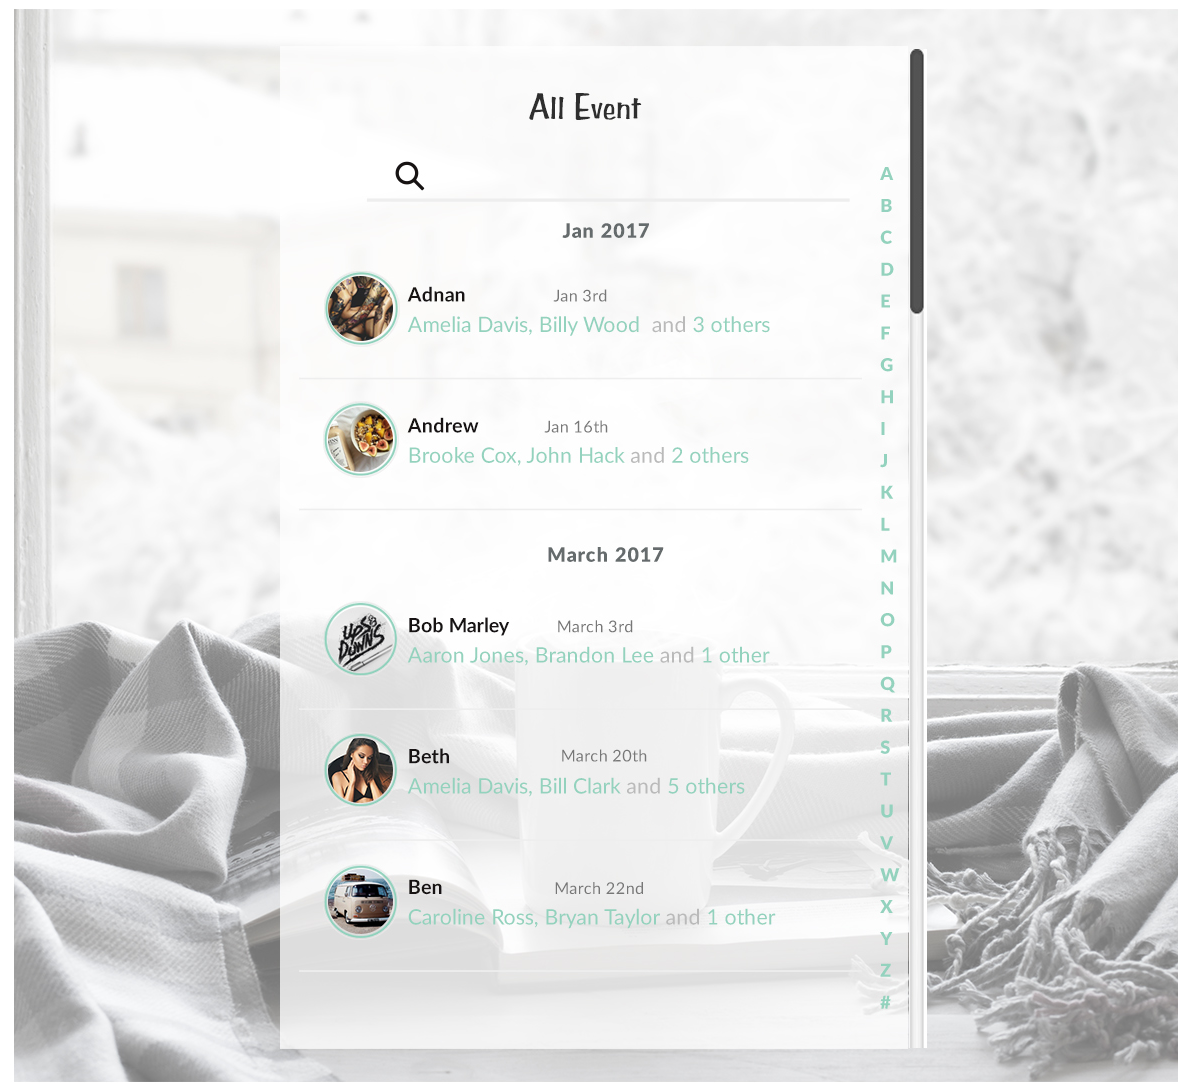 All Event
Jan 2017
Adnan Jan 3rd
Amelia Davis, Billy Wood and 3 others
Andrew Jan 16th
Brooke Cox, John Hack and 2 others
March 2017
UPS &
DOWNS
Bob Marley March 3rd
Aaron Jones, Brandon Lee and 1 other
Beth March 20th
Amelia Davis, Bill Clark and 5 others
Ben March 22nd
Caroline Ross, Bryan Taylor and 1 other
A
B
C
D
E
F
G
H
I
J
K
L
M
N
O
P
Q
R
S
T
U
V
W
X
Y
Z
#